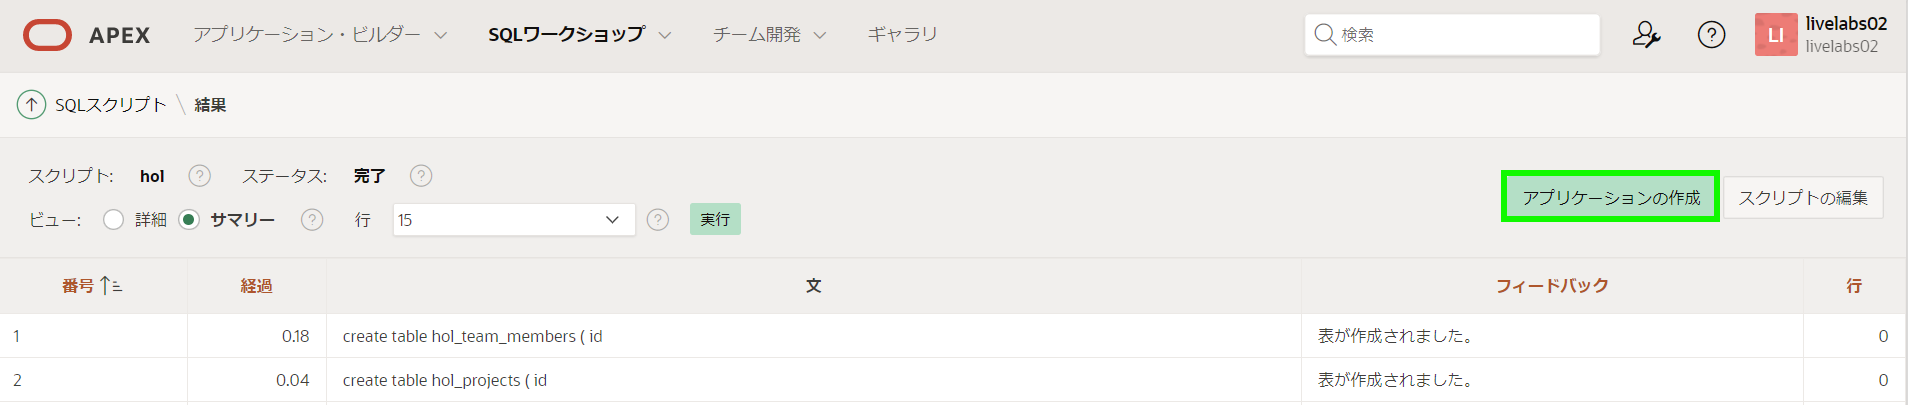 APEX アプリケーション・ビルダー SQLワークショップ チーム開発 ギャラリ 検索 LI livelabs02
livelabs02
SQLスクリプト \ 結果
スクリプト: hol ステータス: 完了
アプリケーションの作成 スクリプトの編集
ビュー: 詳細 サマリー 行 15 実行
番号 経過 文 フィードバック 行
1 0.18 create table hol_team_members ( id 表が作成されました。 0
2 0.04 create table hol_projects ( id 表が作成されました。 0